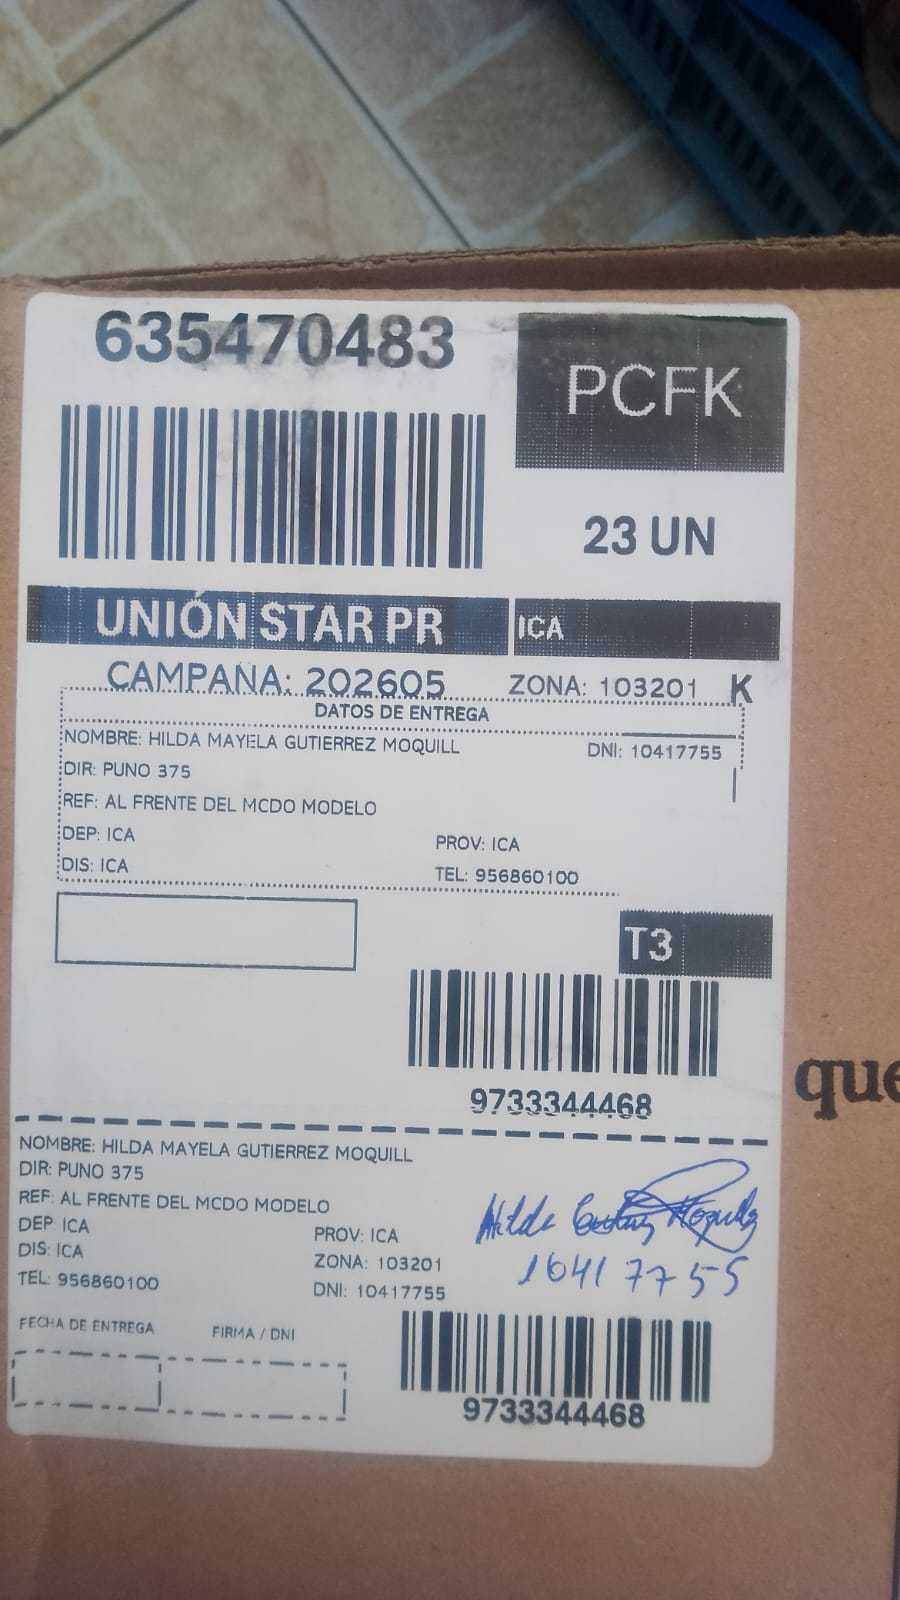 635470483
PCFK
23 UN
UNIÓN STAR PR
ICA
CAMPANA: 202605 ZONA: 103201 K
DATOS DE ENTREGA
NOMBRE: HILDA MAYELA GUTIERREZ MOQUILL DNI: 10417755
DIR: PUNO 375
REF: AL FRENTE DEL MCDO MODELO
DEP: ICA PROV: ICA
DIS: ICA TEL: 956860100
T3
9733344468
que
NOMBRE: HILDA MAYELA GUTIERREZ MOQUILL
DIR: PUNO 375
REF: AL FRENTE DEL MCDO MODELO
DEP ICA PROV: ICA
DIS: ICA ZONA: 103201
TEL: 956860100 DNI: 10417755
Hilda
10417755
FECHA DE ENTREGA FIRMA / DNI
9733344468